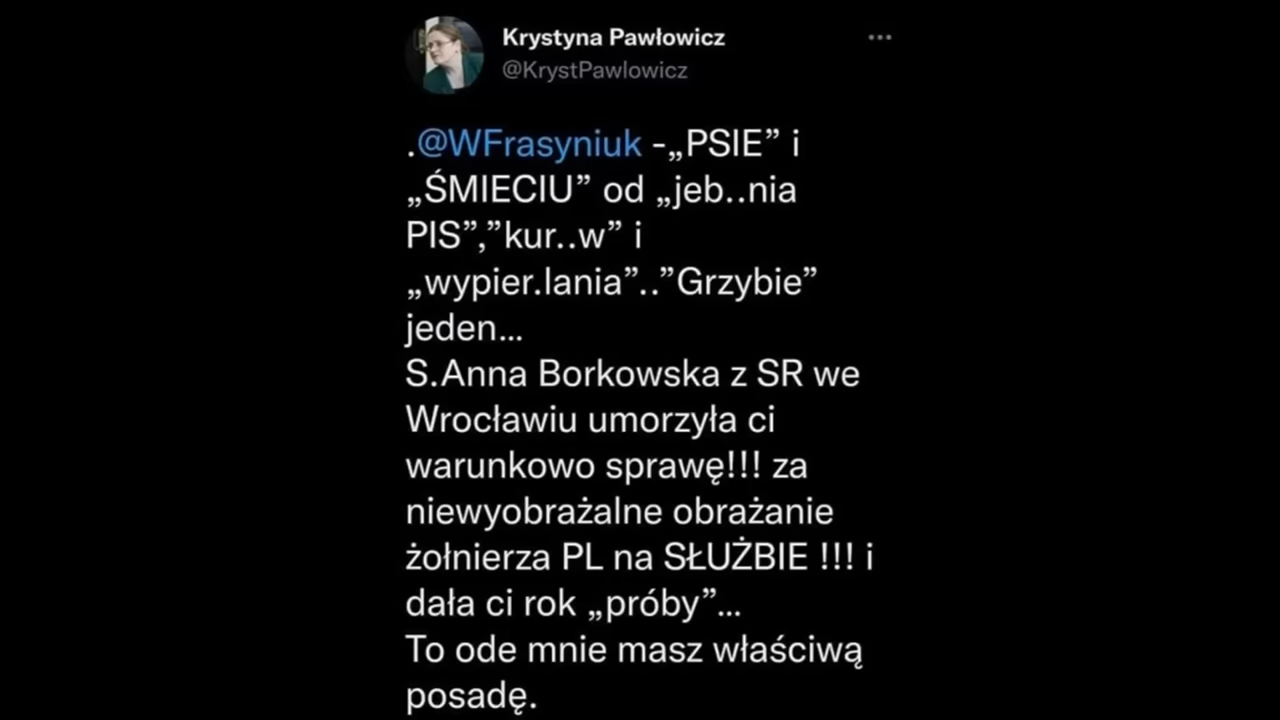 Krystyna Pawłowicz
@KrystPawlowicz
.@WFrasyniuk -„PSIE” i
„ŚMIECIU” od „jeb..nia
PIS”,”kur..w” i
„wypier.lania”..”Grzybie”
jeden...
S.Anna Borkowska z SR we
Wrocławiu umorzyła ci
warunkowo sprawę!!! za
niewyobrażalne obrażanie
żołnierza PL na SŁUŻBIE !!! i
dała ci rok „próby”...
To ode mnie masz właściwą
posadę.